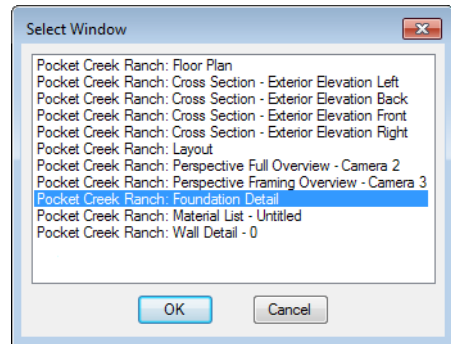 Select Window
Pocket Creek Ranch: Floor Plan
Pocket Creek Ranch: Cross Section - Exterior Elevation Left
Pocket Creek Ranch: Cross Section - Exterior Elevation Back
Pocket Creek Ranch: Cross Section - Exterior Elevation Front
Pocket Creek Ranch: Cross Section - Exterior Elevation Right
Pocket Creek Ranch: Layout
Pocket Creek Ranch: Perspective Full Overview - Camera 2
Pocket Creek Ranch: Perspective Framing Overview - Camera 3
Pocket Creek Ranch: Foundation Detail
Pocket Creek Ranch: Material List - Untitled
Pocket Creek Ranch: Wall Detail - 0
OK Cancel